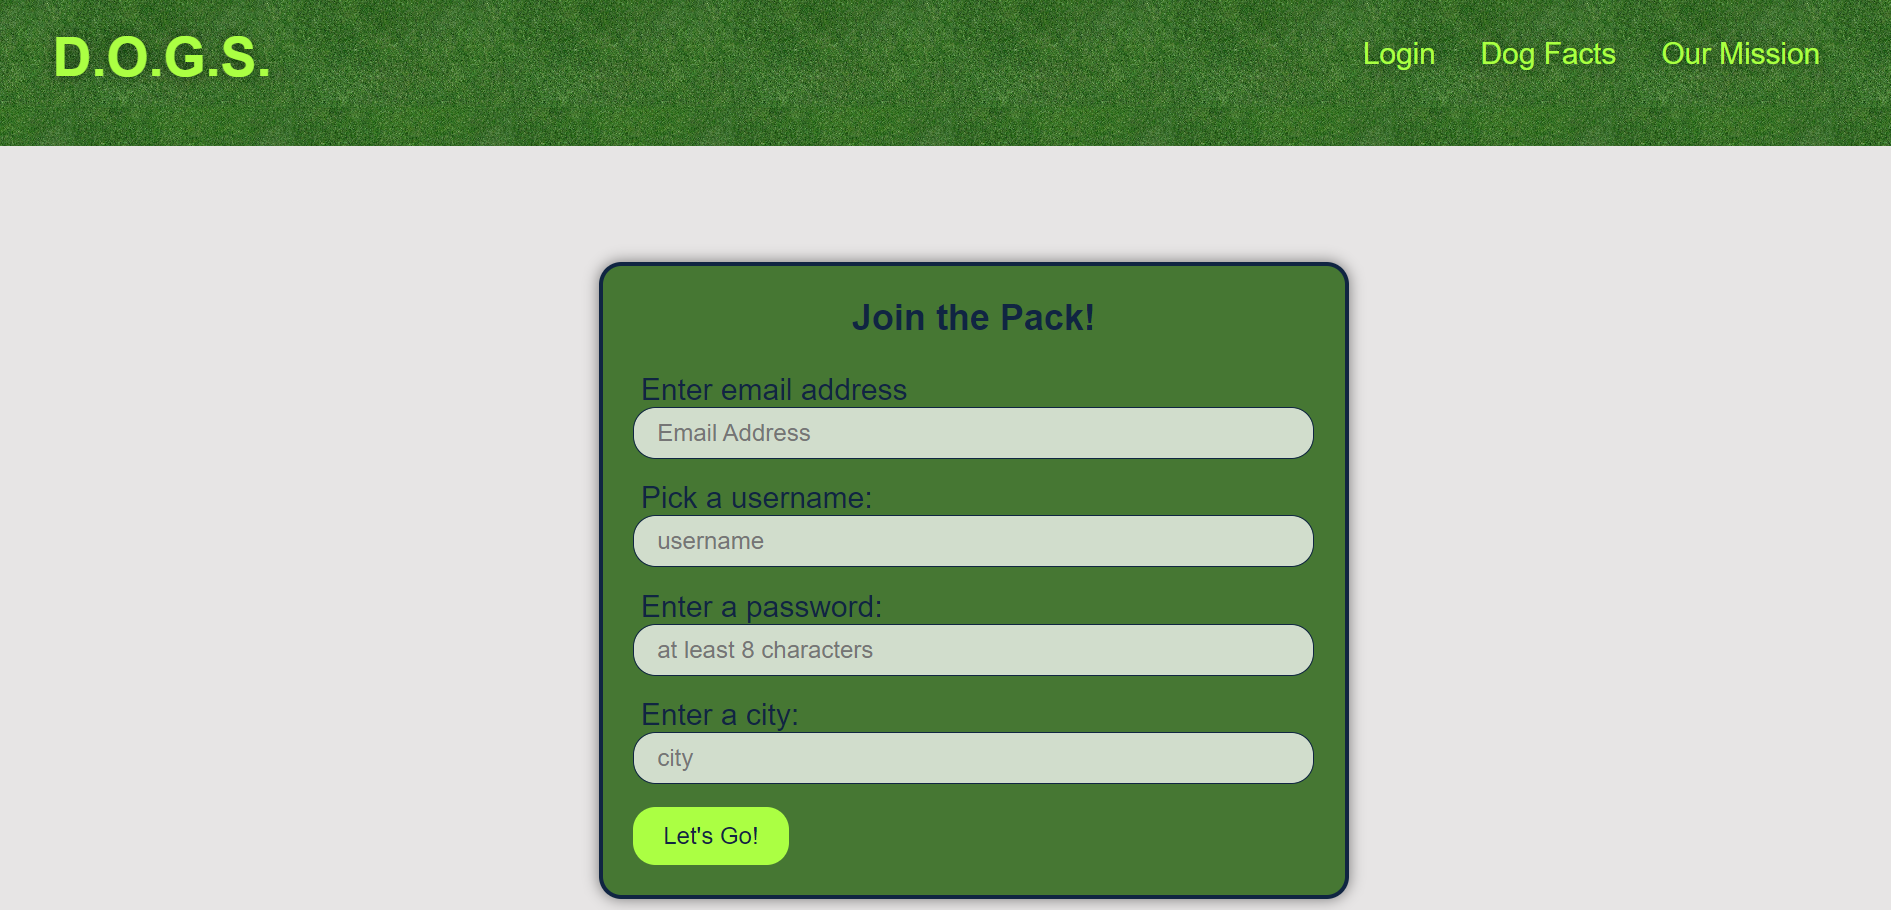 D.O.G.S.
Login Dog Facts Our Mission
Join the Pack!
Enter email address
Email Address
Pick a username:
username
Enter a password:
at least 8 characters
Enter a city:
city
Let's Go!